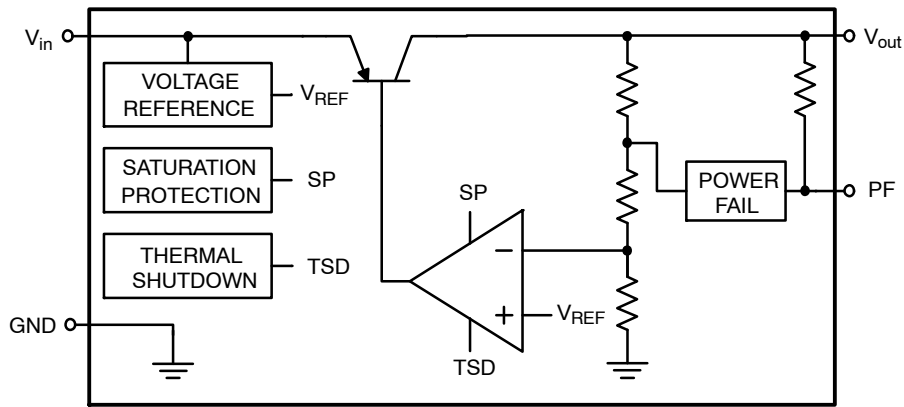 Vin
Vout
VOLTAGE
REFERENCE
VREF
SATURATION
PROTECTION
SP
THERMAL
SHUTDOWN
TSD
GND
SP
−
+
VREF
TSD
POWER
FAIL
PF